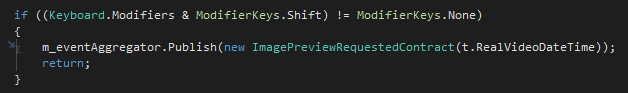 if ((Keyboard.Modifiers & ModifierKeys.Shift) != ModifierKeys.None)
{
m_eventAggregator.Publish(new ImagePreviewRequestedContract(t.RealVideoDateTime));
return;
}